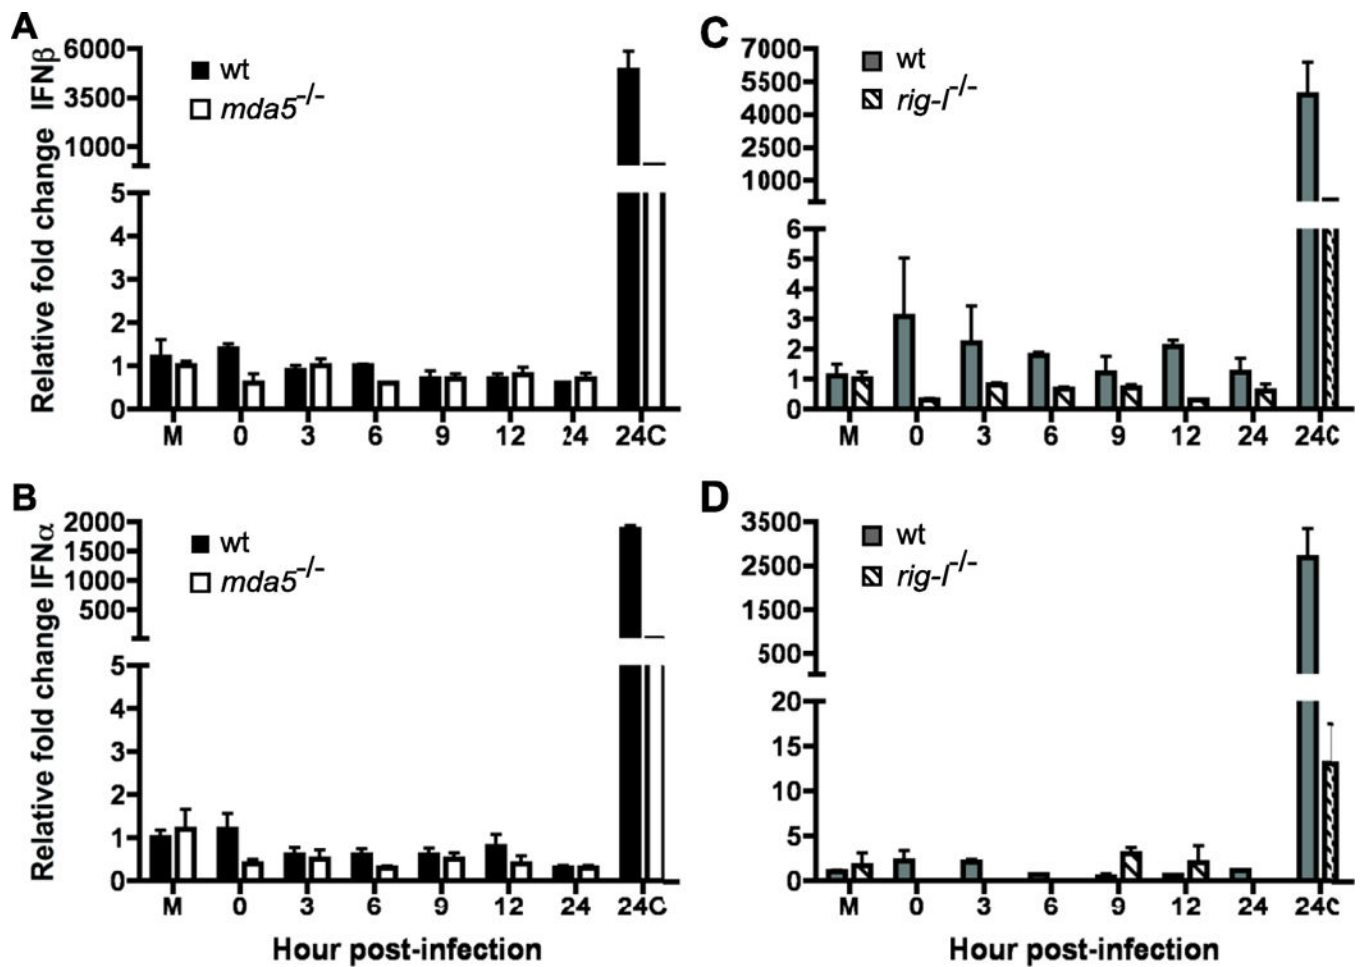 A
Relative fold change IFNβ
6000
3500
1000
5
4
3
2
1
0
wt
mda5-/-
M 0 3 6 9 12 24 24C
C
7000
5500
4000
2500
1000
6
5
4
3
2
1
0
wt
rig-I-/-
M 0 3 6 9 12 24 24C
B
Relative fold change IFNα
2000
1500
1000
500
5
4
3
2
1
0
wt
mda5-/-
M 0 3 6 9 12 24 24C
Hour post-infection
D
3500
2500
1500
500
20
15
10
5
0
wt
rig-I-/-
M 0 3 6 9 12 24 24C
Hour post-infection